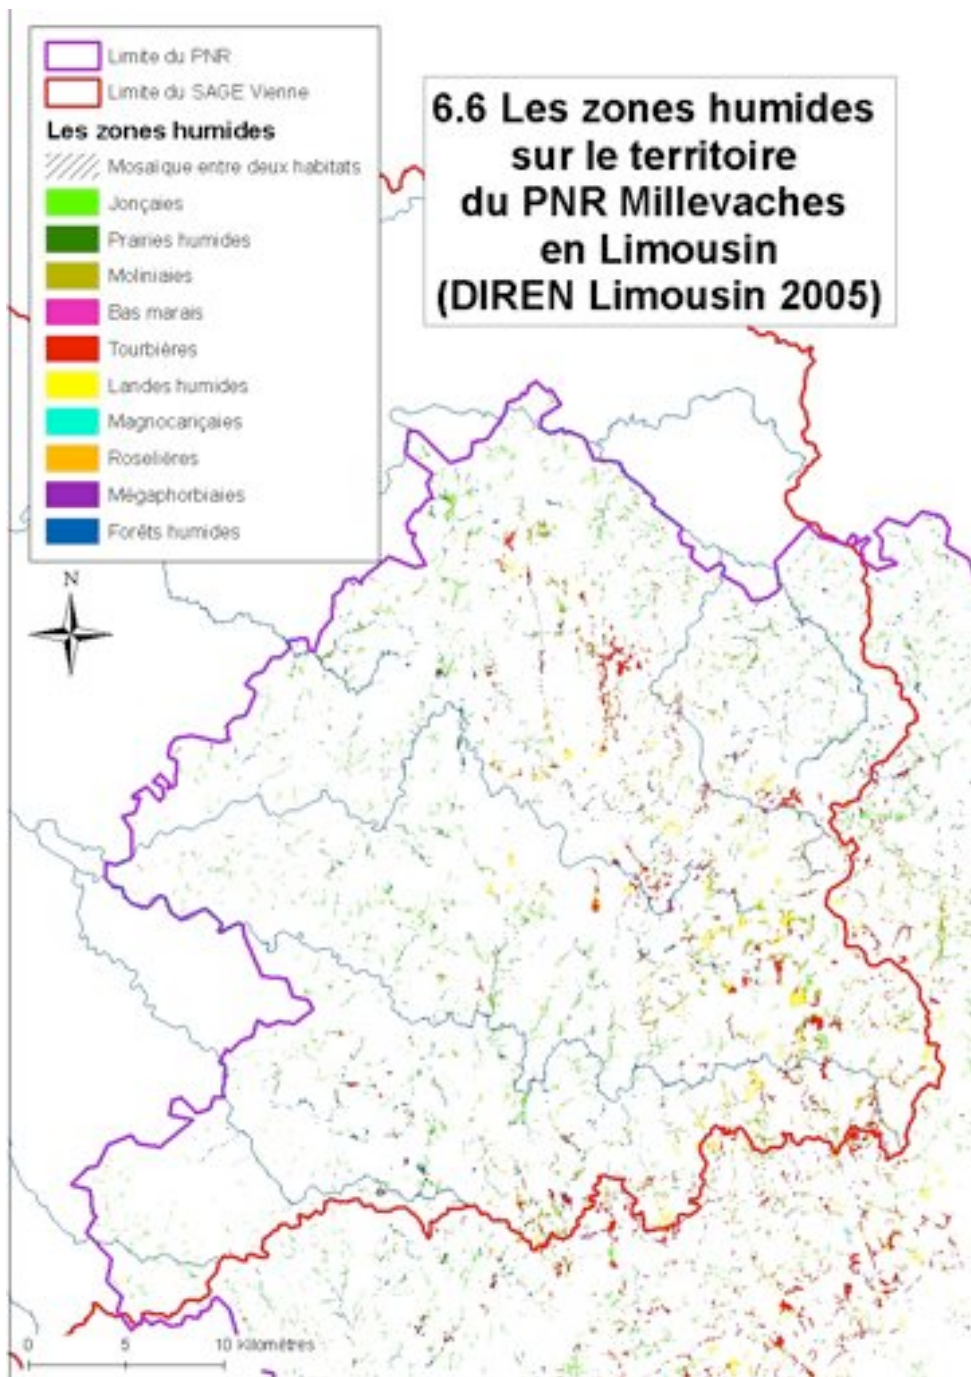 Limite du PNR
Limite du SAGE Vienne
Les zones humides
Mosaïque entre deux habitats
Jonçaies
Prairies humides
Moliniaies
Bas marais
Tourbières
Landes humides
Magnocariçaies
Roselières
Mégaphorbiaies
Forêts humides
6.6 Les zones humides
sur le territoire
du PNR Millevaches
en Limousin
(DIREN Limousin 2005)
N
0 5 10 kilomètres